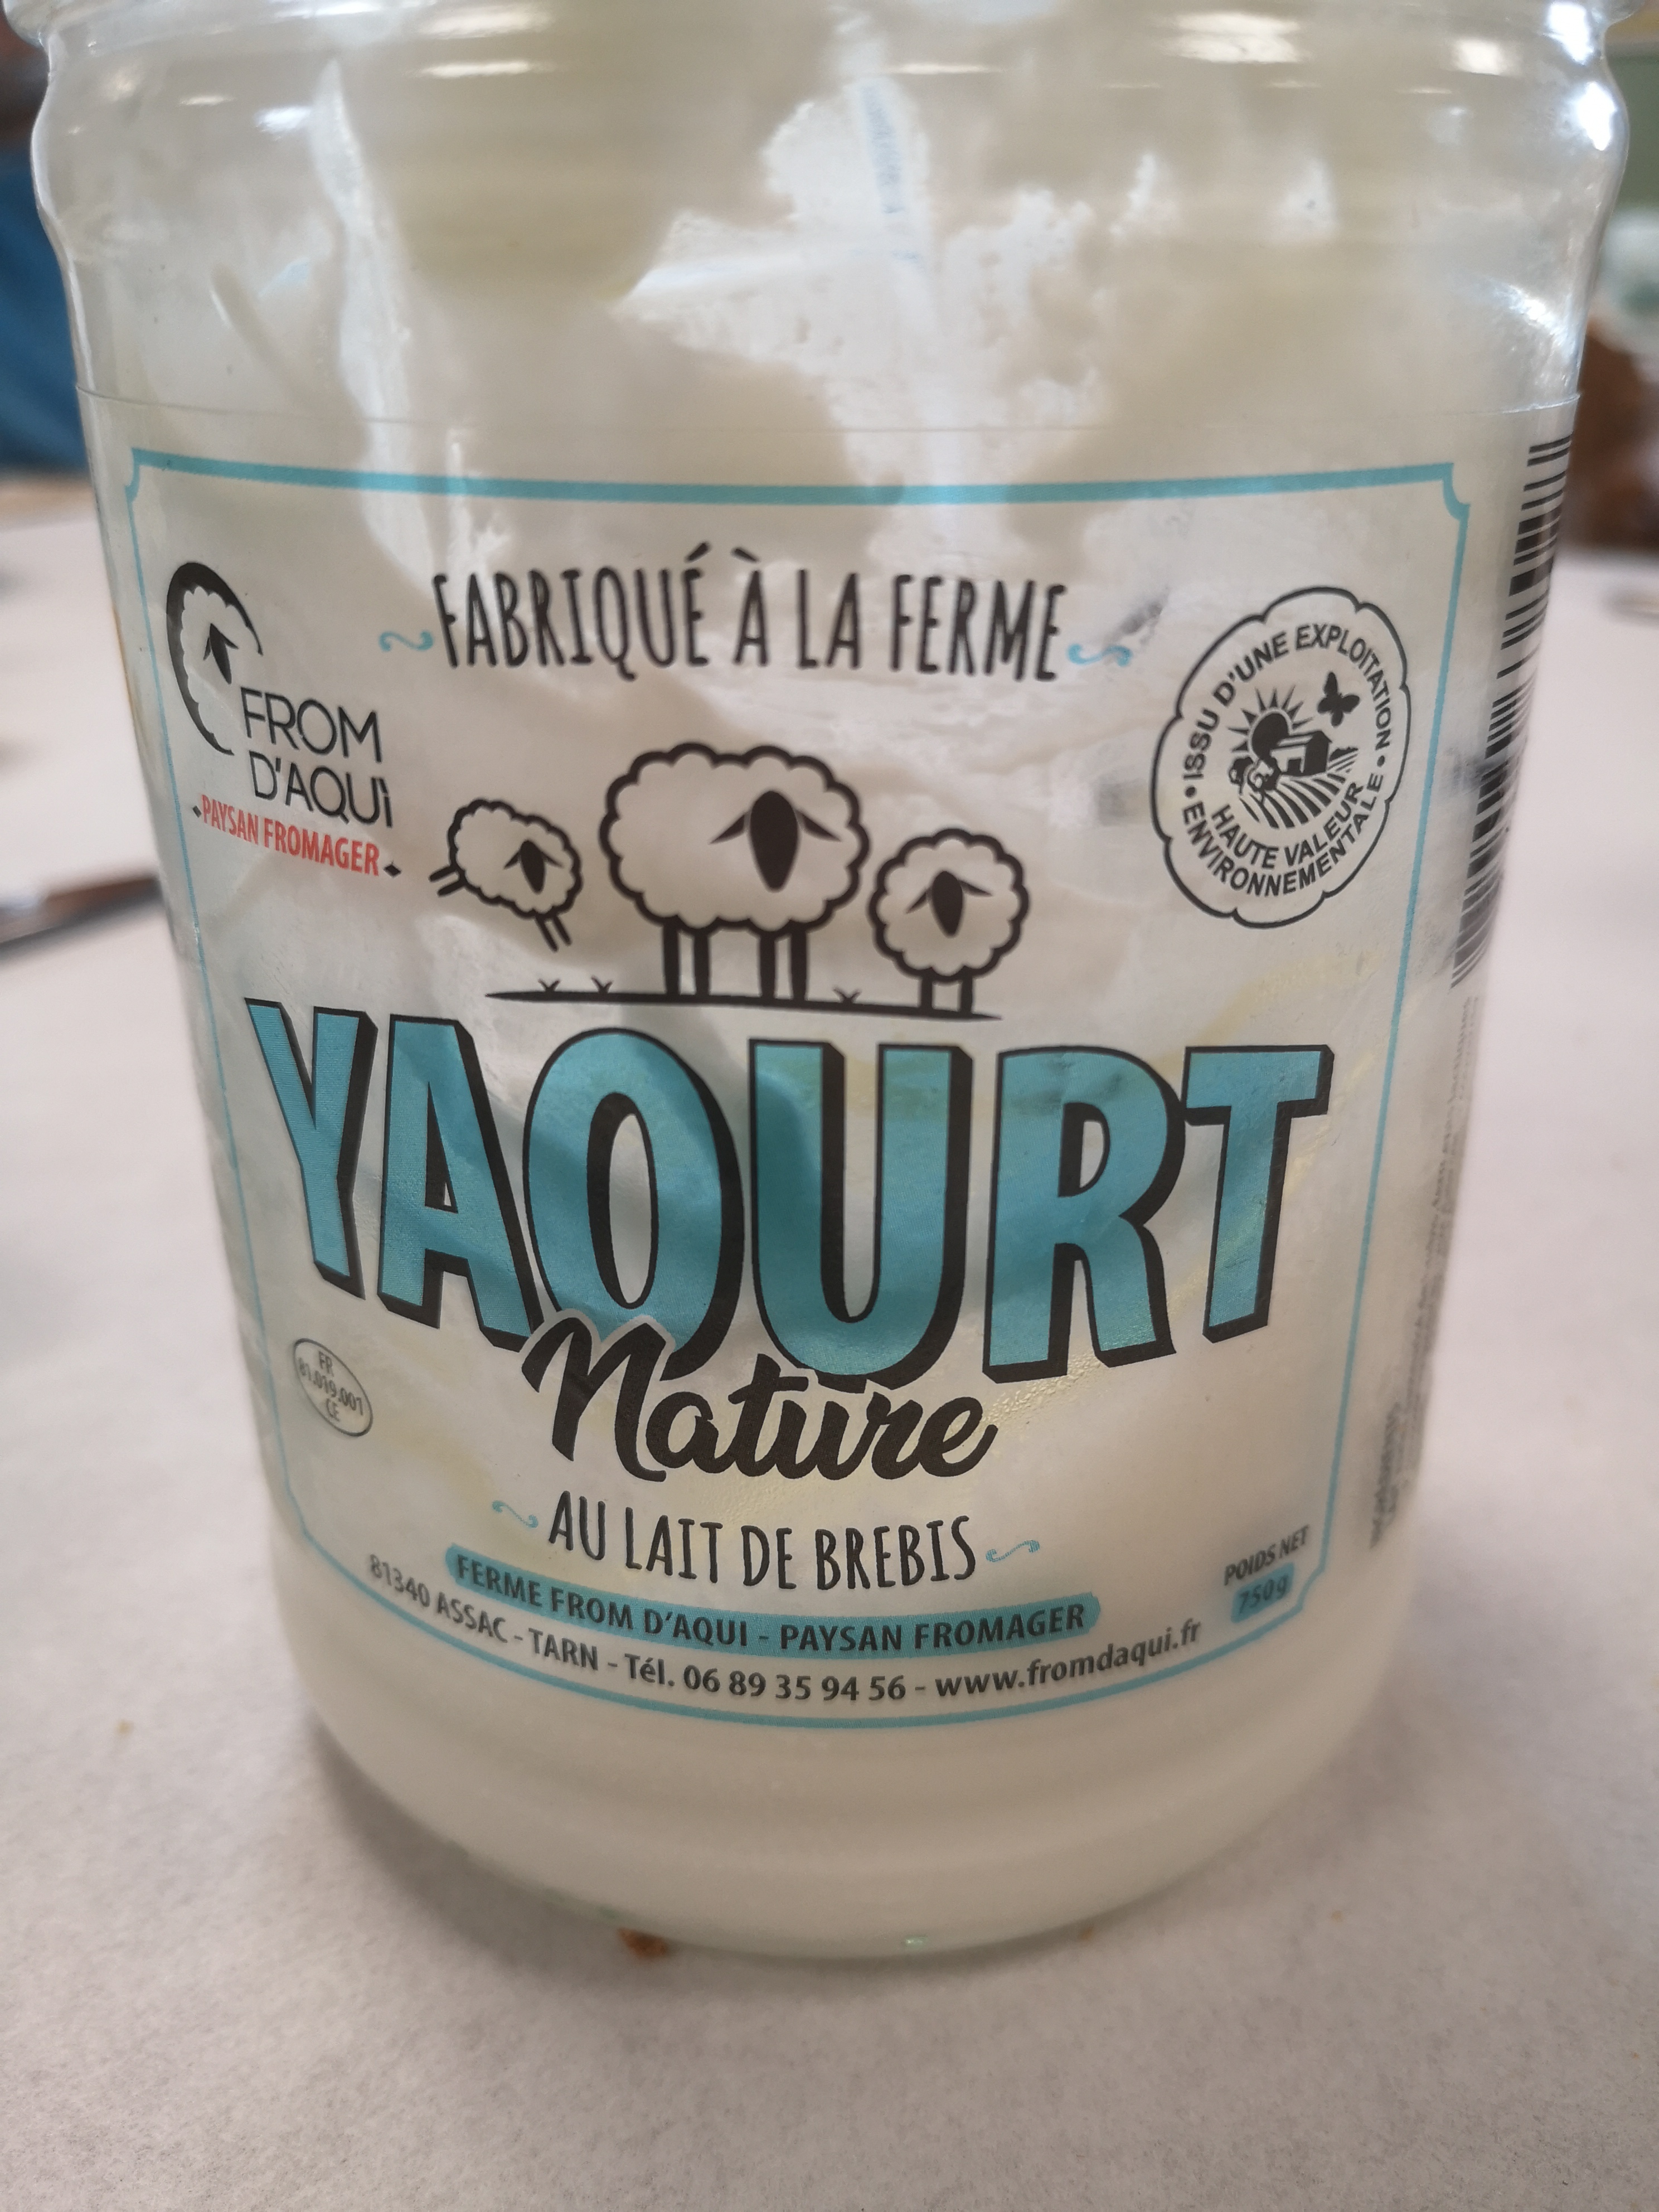 FABRIQUÉ À LA FERME
FROM
D'AQUÌ
PAYSAN FROMAGER
• ISSU D'UNE EXPLOITATION •
HAUTE VALEUR
ENVIRONNEMENTALE
YAOURT
Nature
FR
81.019.001
CE
AU LAIT DE BREBIS
FERME FROM D'AQUI - PAYSAN FROMAGER
81340 ASSAC - TARN - Tél. 06 89 35 94 56 - www.fromdaqui.fr
POIDS NET
750g